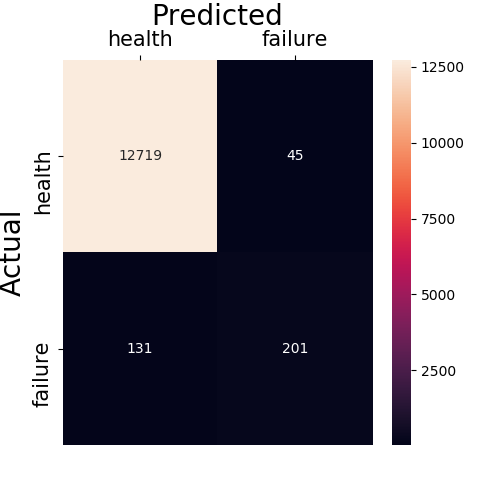 Predicted
health failure
Actual
health
12719 45
failure
131 201
12500
10000
7500
5000
2500